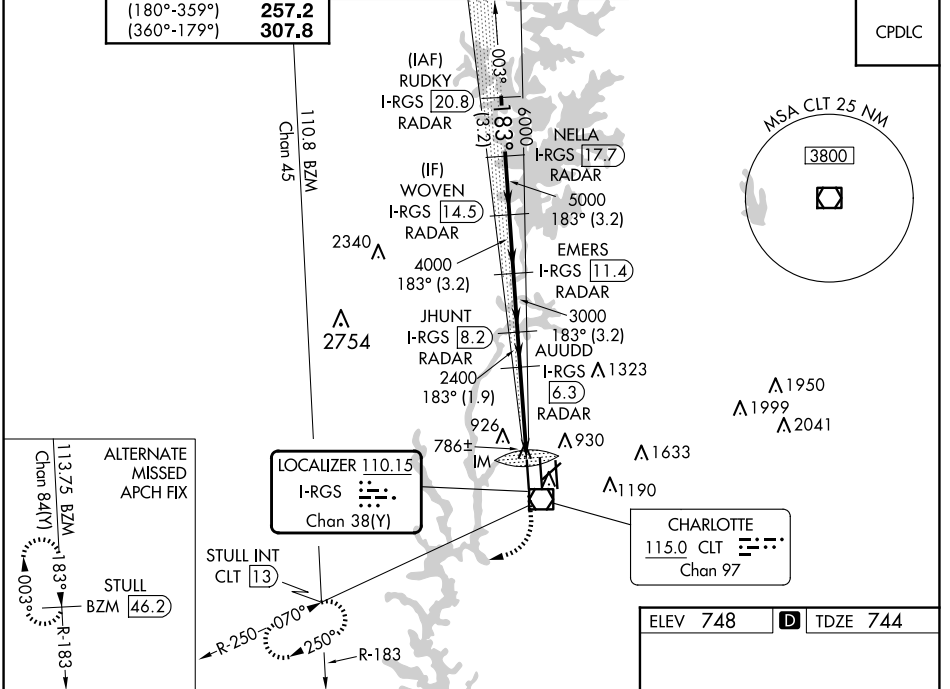 (180°-359°) 257.2
(360°-179°) 307.8
CPDLC
(IAF)
RUDKY
I-RGS 20.8
RADAR
003°
183°
6000
(3.2)
110.8 BZM
Chan 45
NELLA
I-RGS 17.7
RADAR
5000
183° (3.2)
MSA CLT 25 NM
3800
(IF)
WOVEN
I-RGS 14.5
RADAR
2340
4000
183° (3.2)
EMERS
I-RGS 11.4
RADAR
3000
183° (3.2)
2754
JHUNT
I-RGS 8.2
RADAR
2400
183° (1.9)
AUUDD
I-RGS
6.3
RADAR
1323
1950
1999
2041
926
786±
IM
930
1633
1190
ALTERNATE
MISSED
APCH FIX
113.75 BZM
Chan 84(Y)
183°
003°
STULL
BZM 46.2
R-183
LOCALIZER 110.15
I-RGS
Chan 38(Y)
STULL INT
CLT 13
R-250
070°
250°
R-183
CHARLOTTE
115.0 CLT
Chan 97
ELEV 748 D TDZE 744